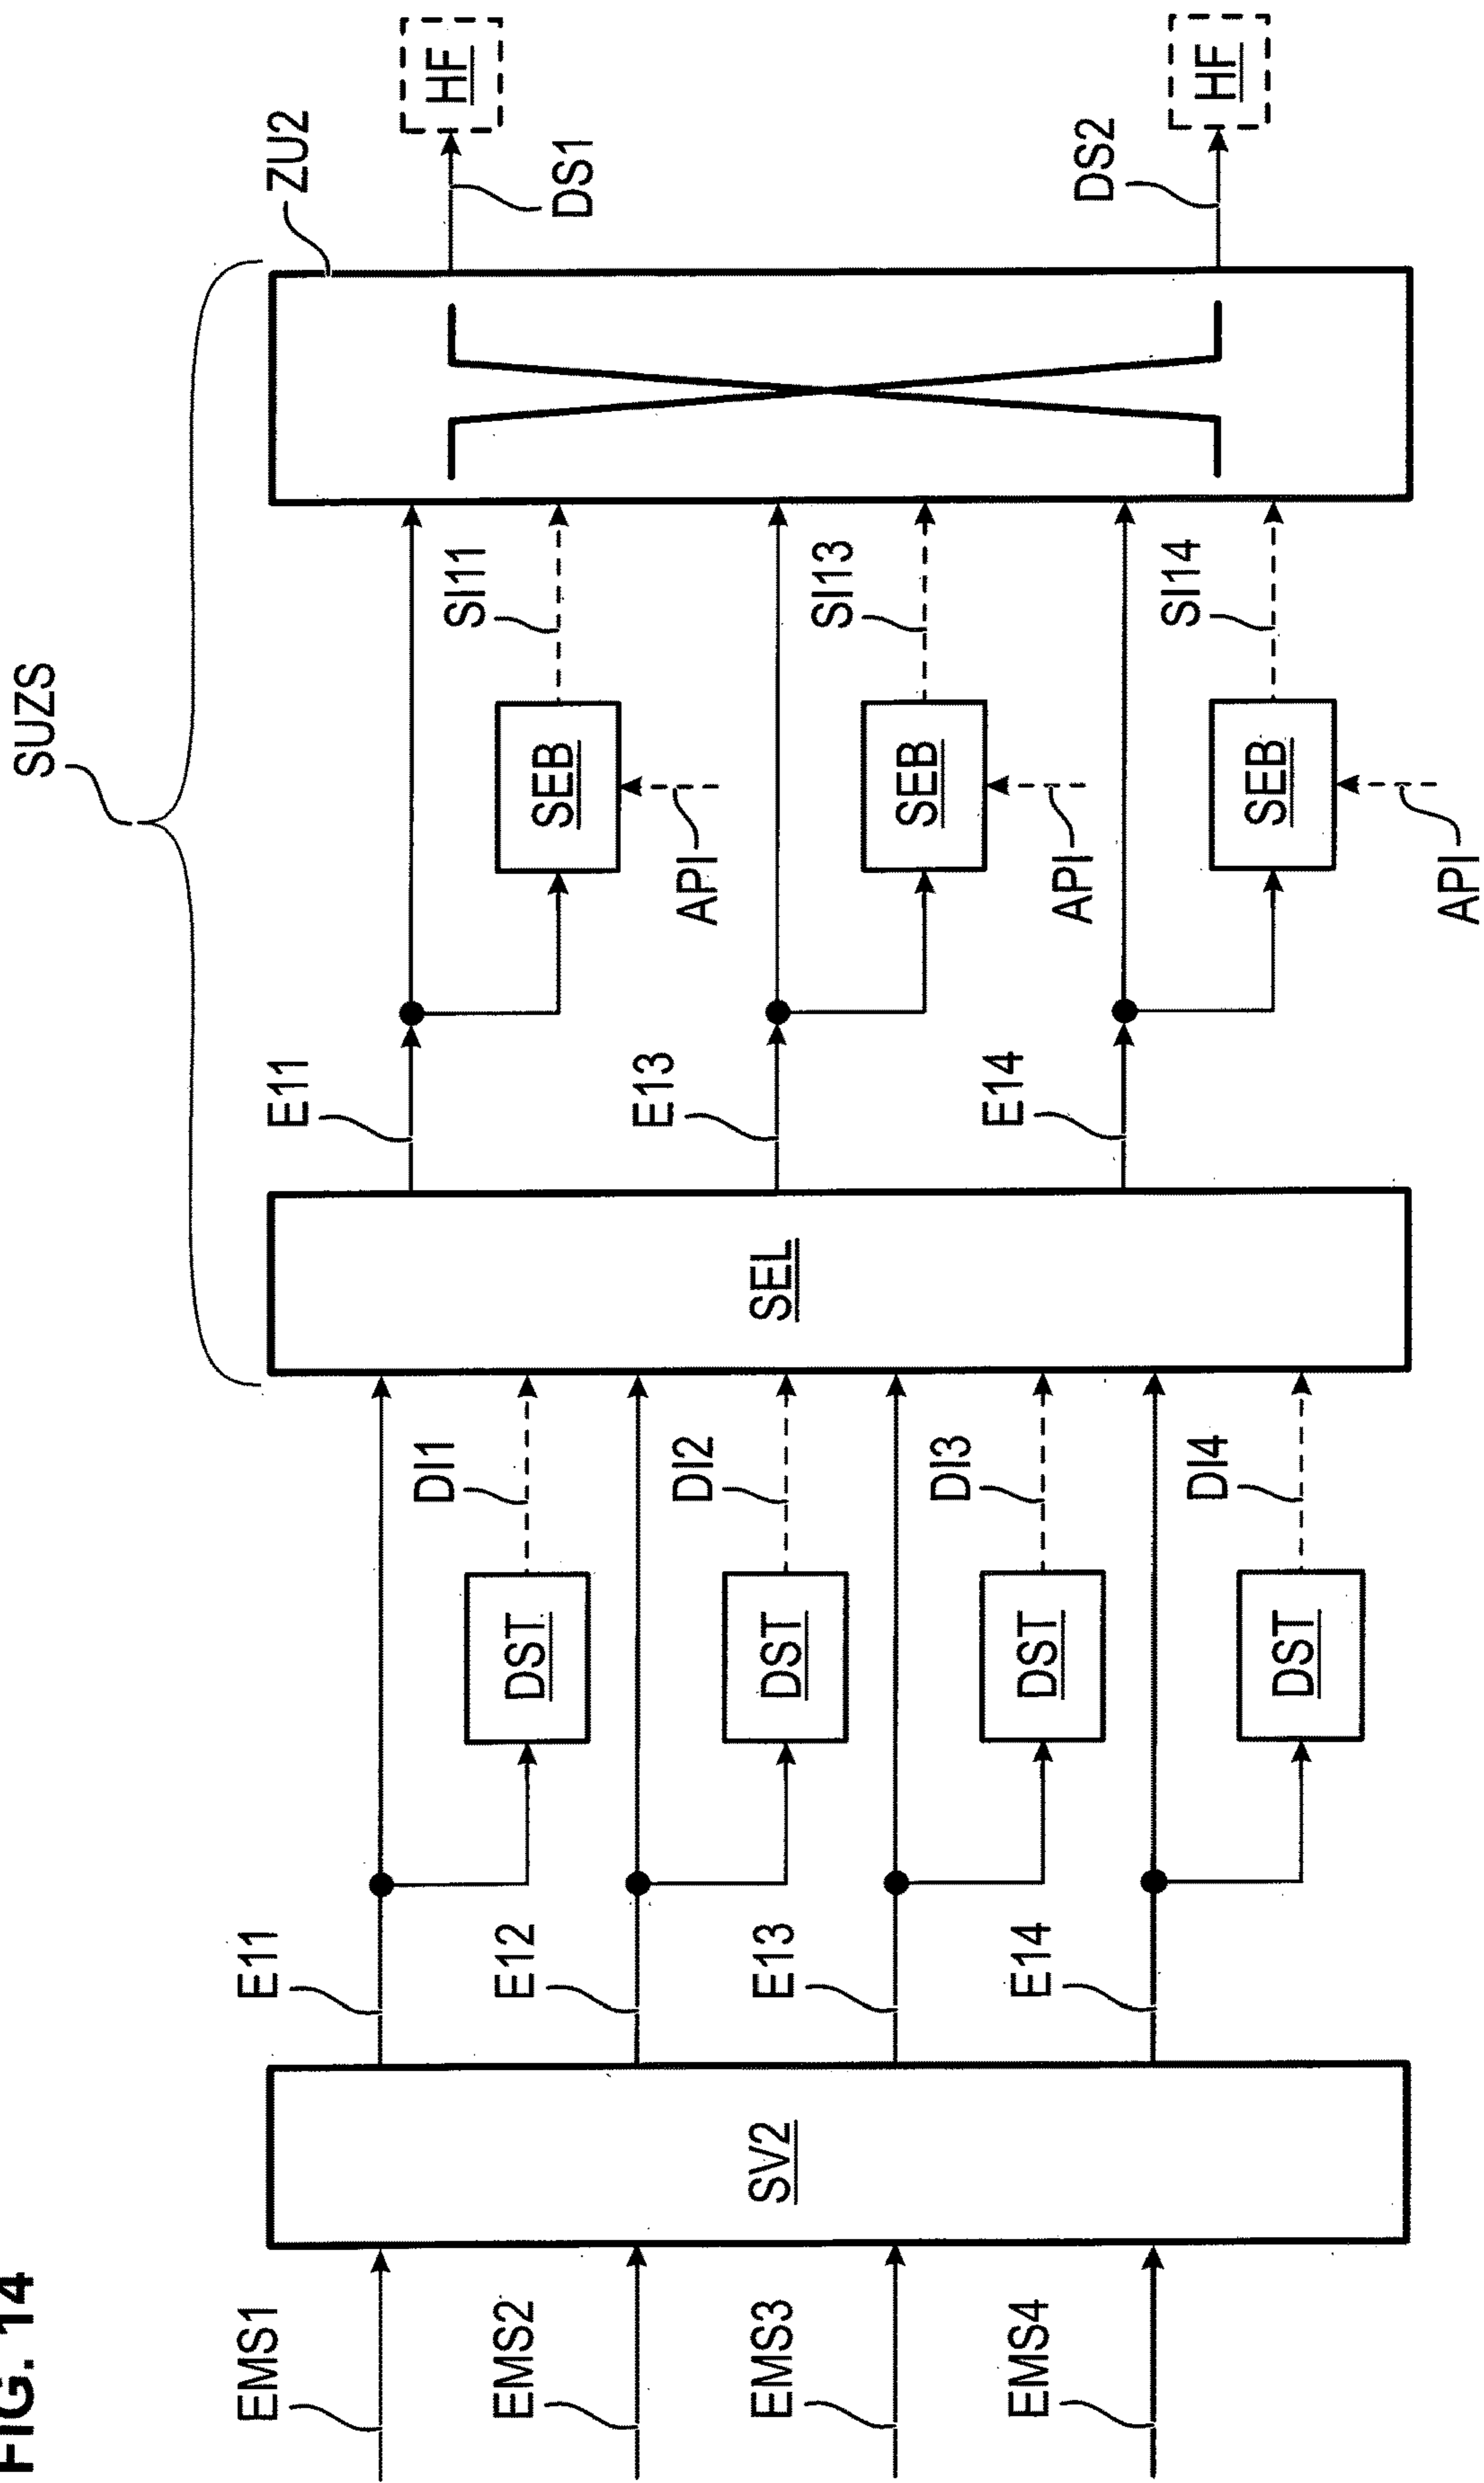 FIG. 14
SUZS
EMS1
EMS2
EMS3
EMS4
SV2
E11
E12
E13
E14
DST
DST
DST
DST
DI1
DI2
DI3
DI4
SEL
E11
E13
E14
SEB
SEB
SEB
API
API
API
SI11
SI13
SI14
ZU2
DS1
DS2
HF
HF